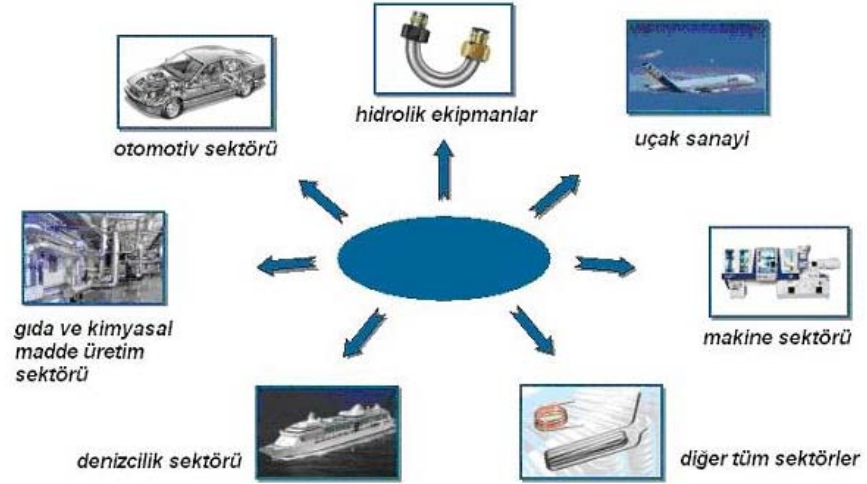 hidrolik ekipmanlar
otomotiv sektörü
uçak sanayi
gıda ve kimyasal
madde üretim
sektörü
makine sektörü
denizcilik sektörü
diğer tüm sektörler